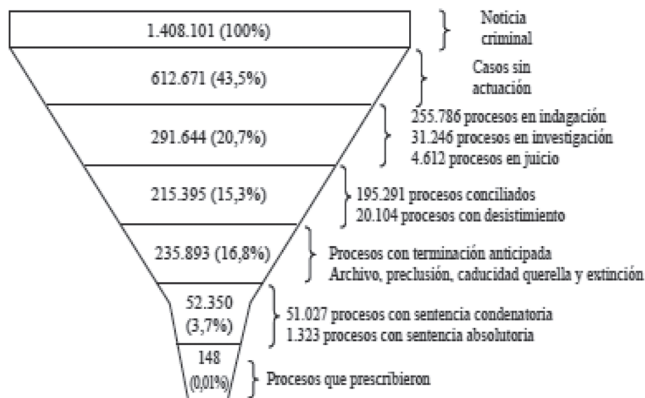 1.408.101 (100%)
Noticia
criminal
612.671 (43,5%)
Casos sin
actuación
291.644 (20,7%)
255.786 procesos en indagación
31.246 procesos en investigación
4.612 procesos en juicio
215.395 (15,3%)
195.291 procesos conciliados
20.104 procesos con desistimiento
235.893 (16,8%)
Procesos con terminación anticipada
Archivo, preclusión, caducidad querella y extinción
52.350
(3,7%)
51.027 procesos con sentencia condenatoria
1.323 procesos con sentencia absolutoria
148
(0,01%)
Procesos que prescribieron